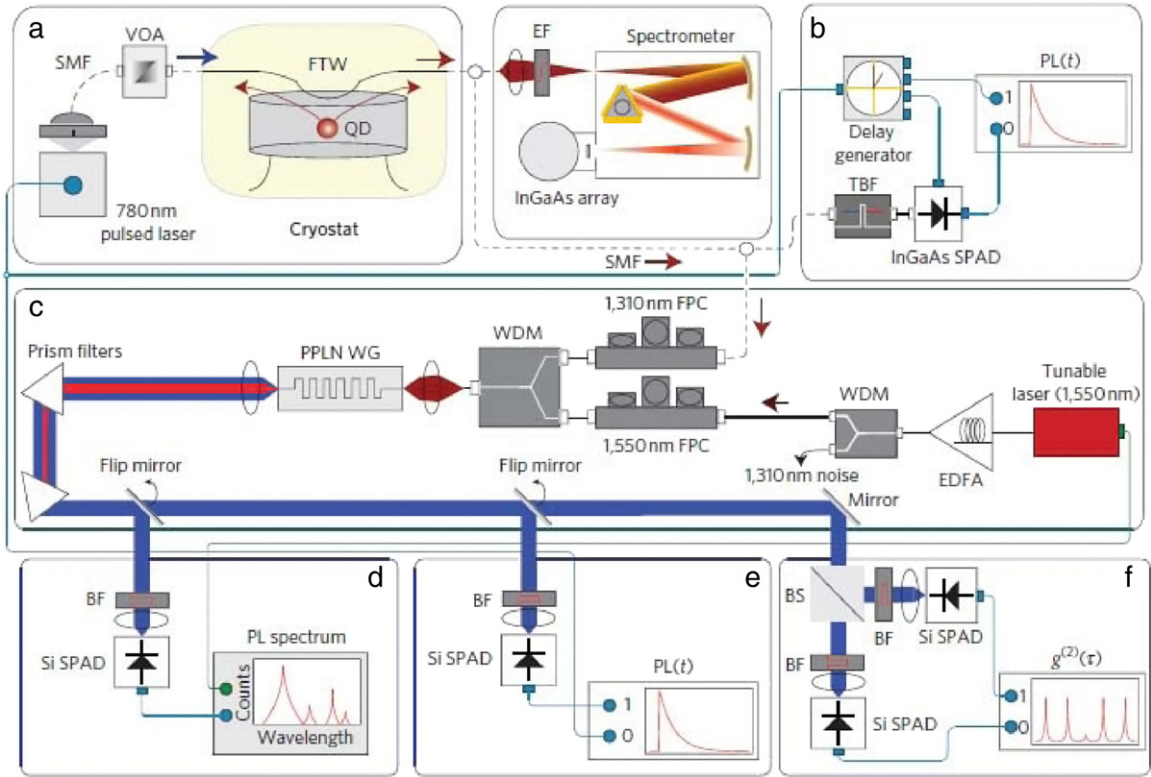 a
VOA
SMF
FTW
QD
780 nm
pulsed laser
Cryostat
EF
Spectrometer
InGaAs array
b
PL(t)
1
0
Delay
generator
TBF
InGaAs SPAD
SMF
c
Prism filters
PPLN WG
WDM
1,310 nm FPC
1,550 nm FPC
WDM
1,310 nm noise
EDFA
Tunable
laser (1,550 nm)
Flip mirror
Flip mirror
Mirror
d
BF
Si SPAD
PL spectrum
Counts
Wavelength
e
BF
Si SPAD
PL(t)
1
0
f
BS
BF
Si SPAD
BF
Si SPAD
g(2)(τ)
1
0